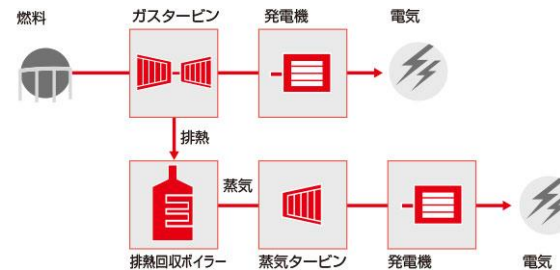 燃料
ガスタービン
発電機
電気
排熱
蒸気
排熱回収ボイラー
蒸気タービン
発電機
電気